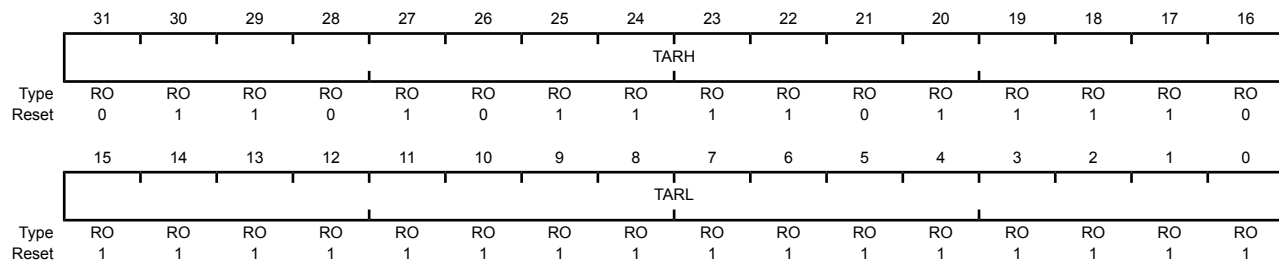 31 30 29 28 27 26 25 24 23 22 21 20 19 18 17 16
TARH
Type RO RO RO RO RO RO RO RO RO RO RO RO RO RO RO RO
Reset 0 1 1 0 1 0 1 1 1 1 0 1 1 1 1 0
15 14 13 12 11 10 9 8 7 6 5 4 3 2 1 0
TARL
Type RO RO RO RO RO RO RO RO RO RO RO RO RO RO RO RO
Reset 1 1 1 1 1 1 1 1 1 1 1 1 1 1 1 1